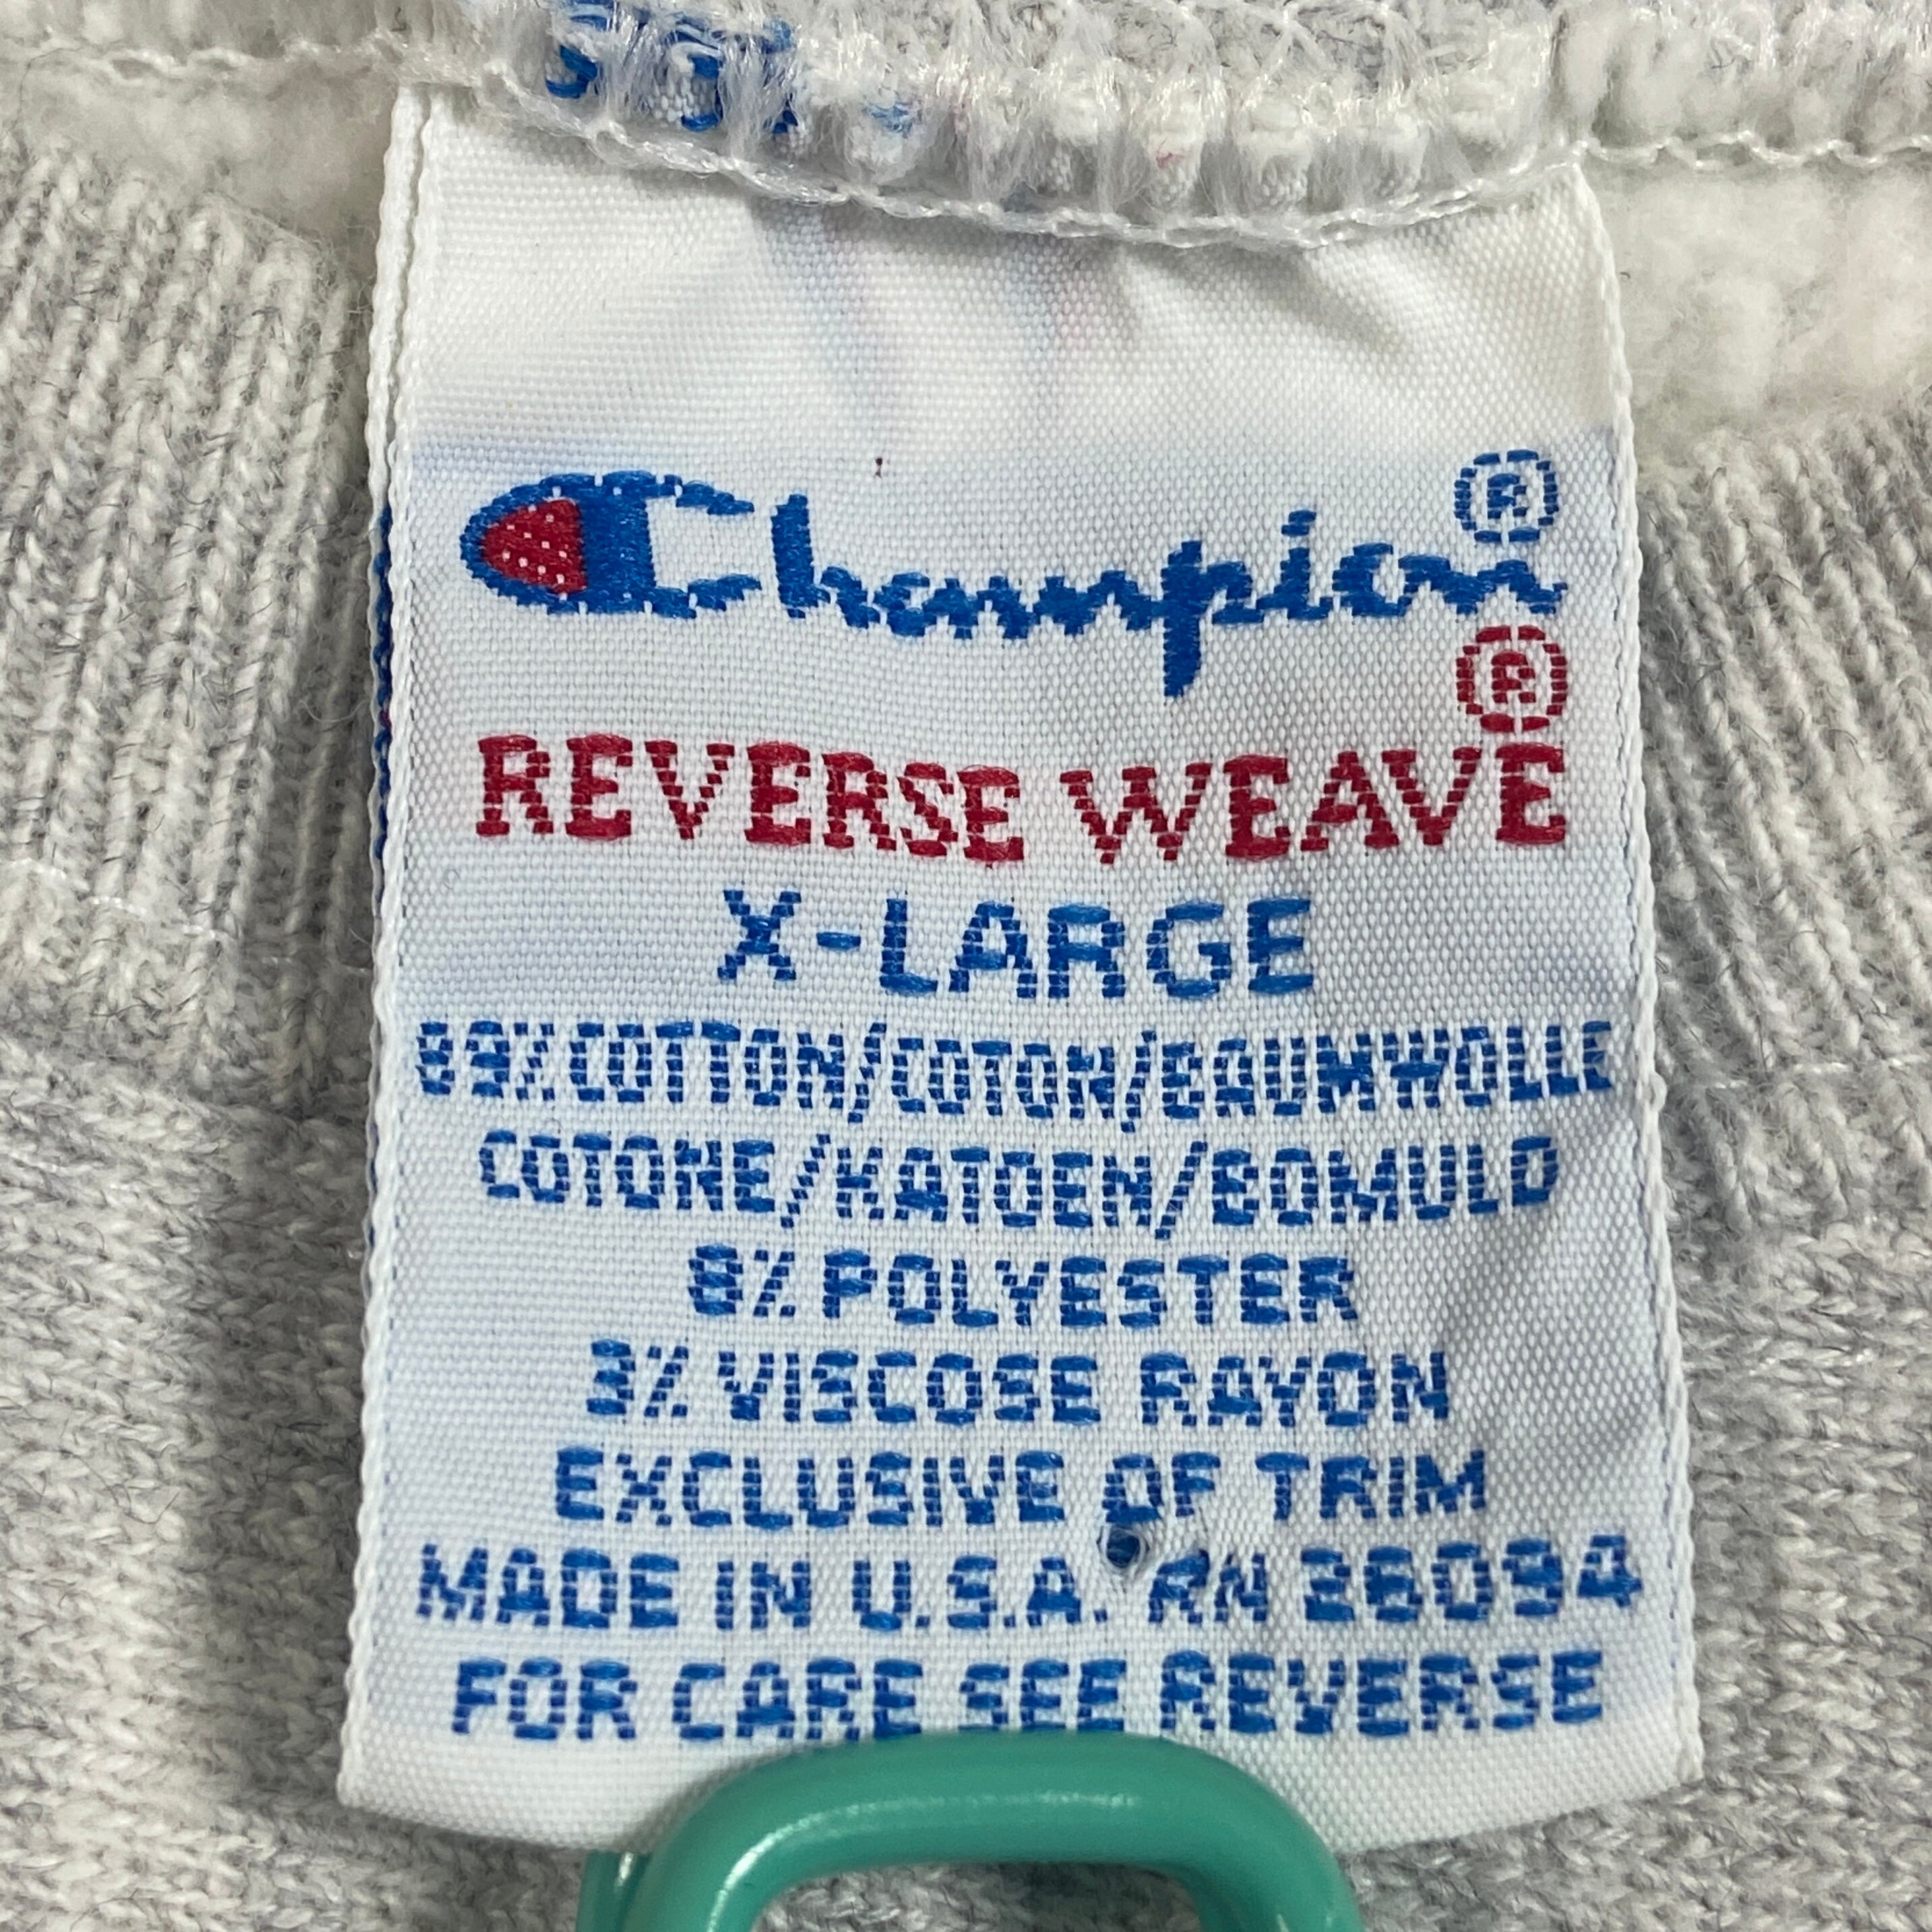 Champion®
REVERSE WEAVE®
X-LARGE
89% COTTON/COTON/BAUMWOLLE
COTONE/KATOEN/BOMULD
8% POLYESTER
3% VISCOSE RAYON
EXCLUSIVE OF TRIM
MADE IN U.S.A. RN 26094
FOR CARE SEE REVERSE